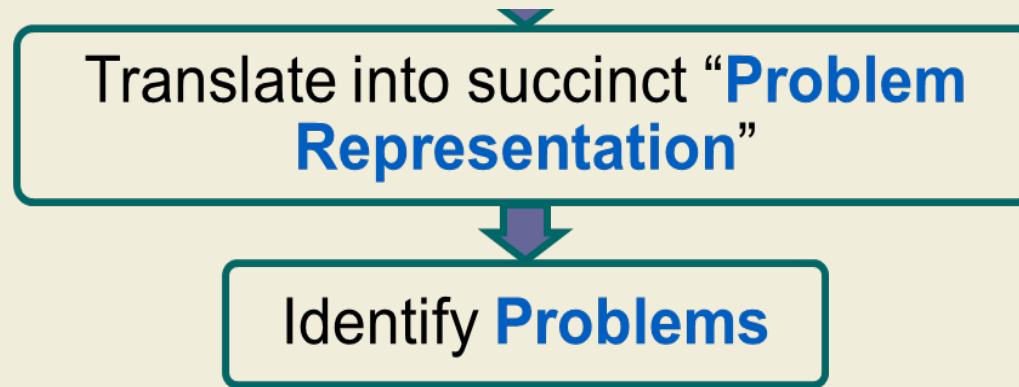 Translate into succinct “Problem
Representation”
Identify Problems